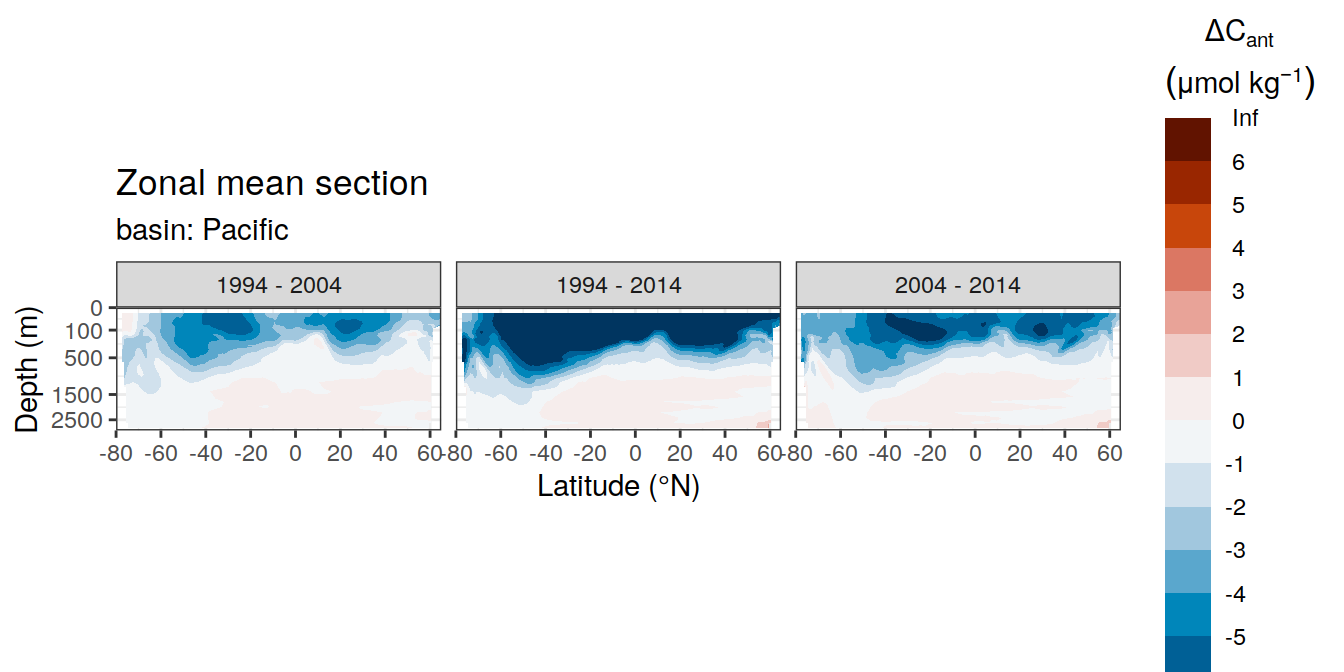 ΔCant
(μmol kg−1)
Inf
6
5
4
3
2
1
0
-1
-2
-3
-4
-5
Zonal mean section
basin: Pacific
1994 - 2004 1994 - 2014 2004 - 2014
Depth (m)
0
100
500
1500
2500
-80 -60 -40 -20 0 20 40 60 -80 -60 -40 -20 0 20 40 60 -80 -60 -40 -20 0 20 40 60
Latitude (°N)